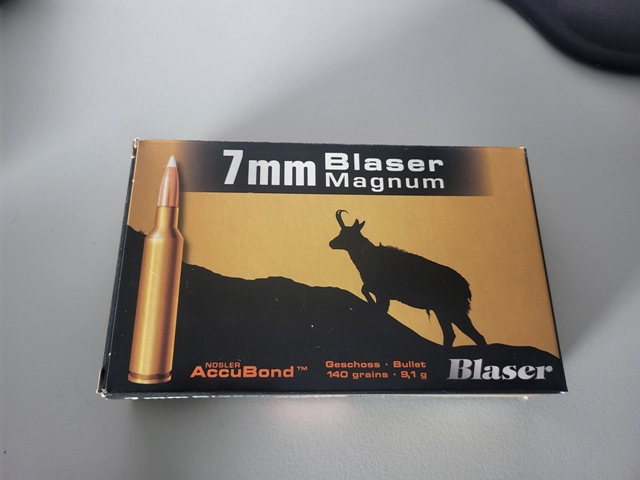 7mm Blaser
Magnum
NOSLER
AccuBond™
Geschoss · Bullet
140 grains · 9,1 g
Blaser